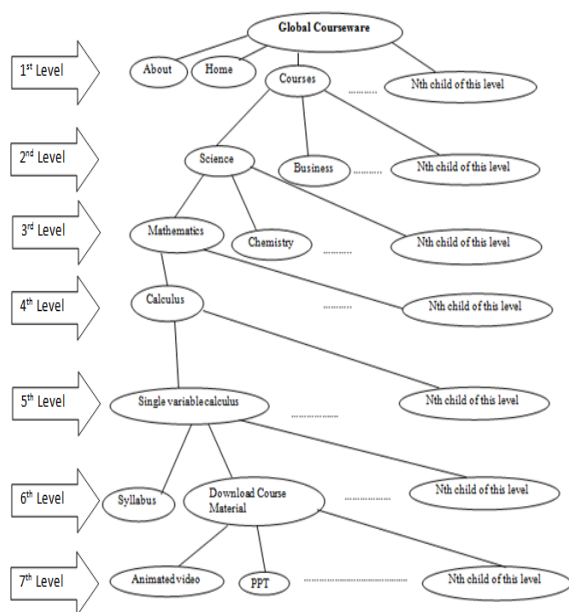 Global Courseware
1st Level
About
Home
Courses
...........
Nth child of this level
2nd Level
Science
Business
...........
Nth child of this level
3rd Level
Mathematics
Chemistry
...........
Nth child of this level
4th Level
Calculus
...........
Nth child of this level
5th Level
Single variable calculus
..................
Nth child of this level
6th Level
Syllabus
Download Course
Material
..................
Nth child of this level
7th Level
Animated video
PPT
........................................
Nth child of this level